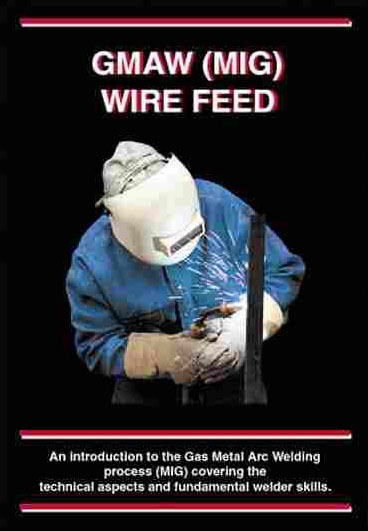 GMAW (MIG)
WIRE FEED
An introduction to the Gas Metal Arc Welding
process (MIG) covering the
technical aspects and fundamental welder skills.